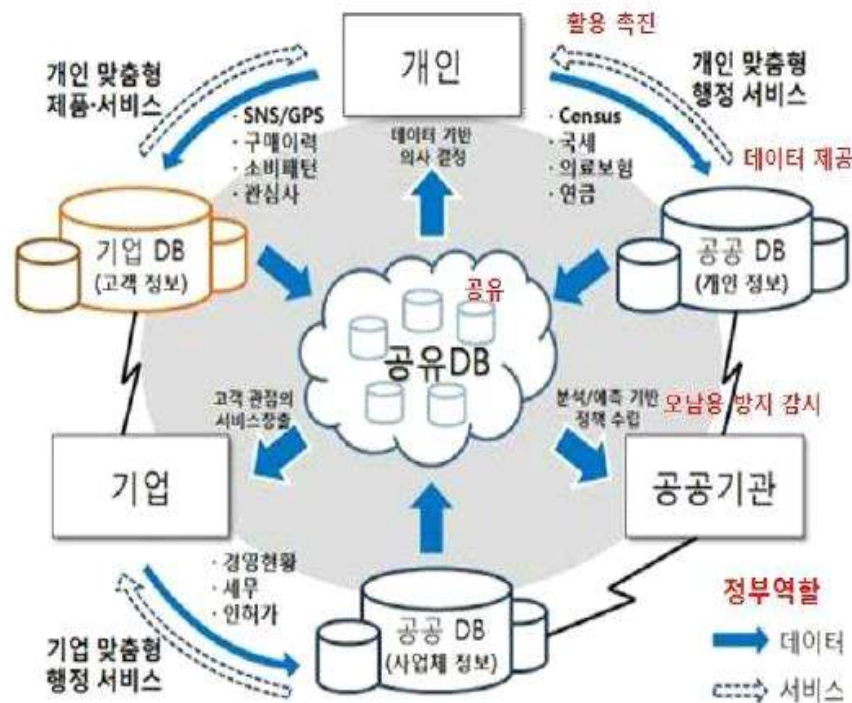 활용 촉진
개인
개인 맞춤형
제품·서비스
개인 맞춤형
행정 서비스
· SNS/GPS
· 구매이력
· 소비패턴
· 관심사
데이터 기반
의사 결정
· Census
· 국세
· 의료보험
· 연금
데이터 제공
기업 DB
(고객 정보)
공공 DB
(개인 정보)
공유
공유DB
고객 관점의
서비스창출
분석/예측 기반
정책 수립
오남용 방지 감시
기업
공공기관
· 경영현황
· 세무
· 인허가
정부역할
공공 DB
(사업체 정보)
데이터
기업 맞춤형
행정 서비스
서비스